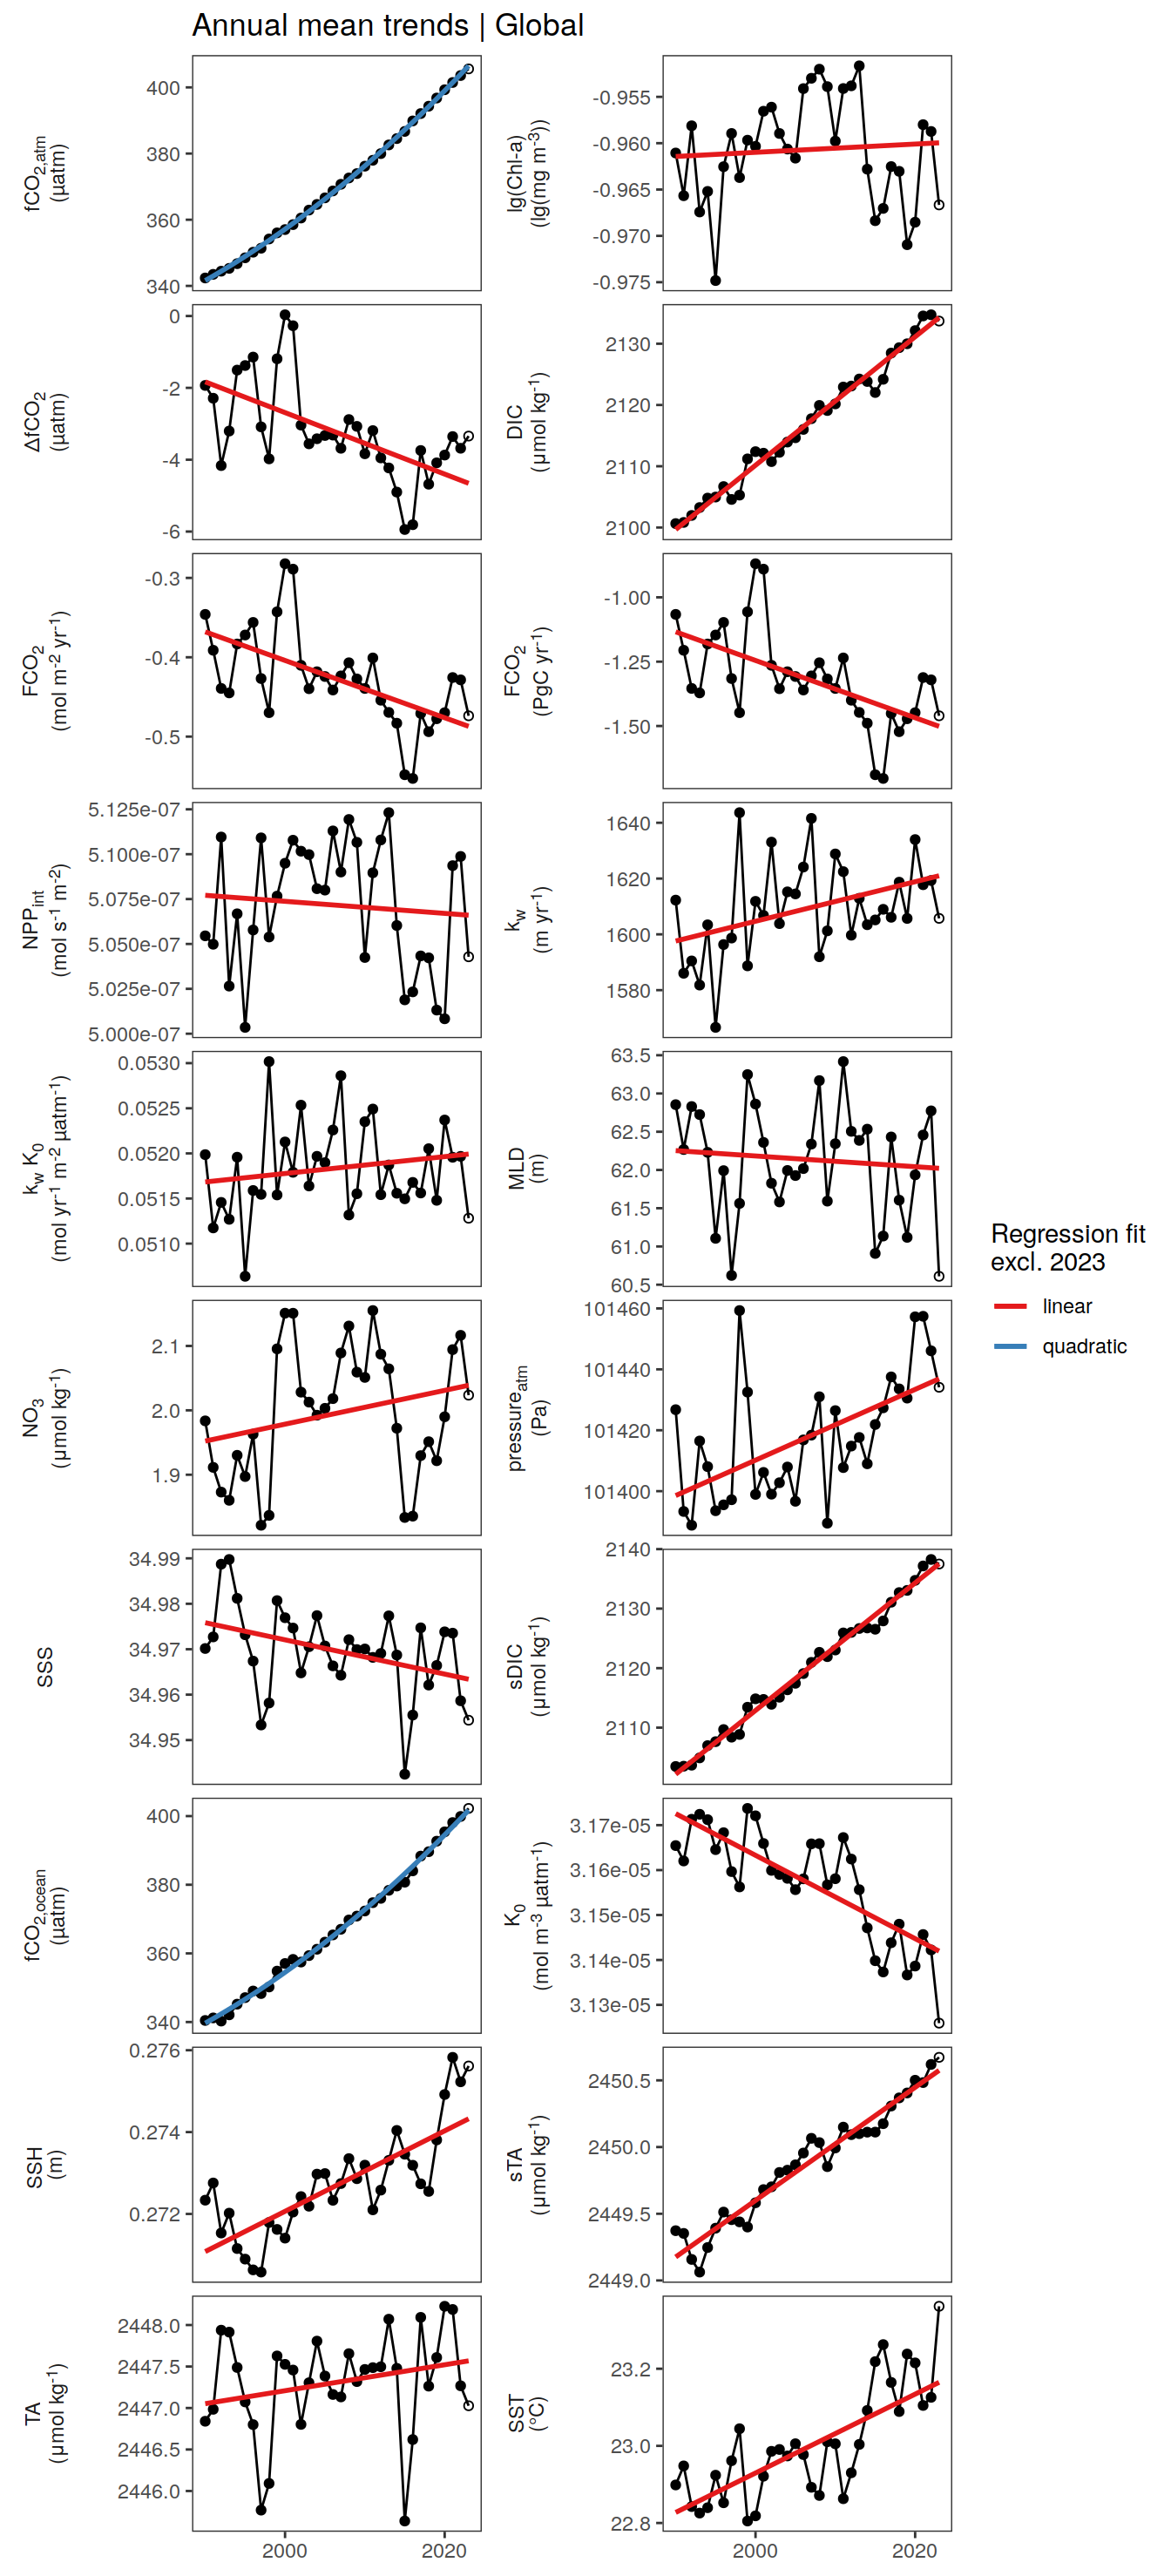 Annual mean trends | Global
fCO2,atm
(µatm)
400
380
360
340
lg(Chl-a)
(lg(mg m-3))
-0.955
-0.960
-0.965
-0.970
-0.975
ΔfCO2
(µatm)
0
-2
-4
-6
DIC
(µmol kg-1)
2130
2120
2110
2100
FCO2
(mol m-2 yr-1)
-0.3
-0.4
-0.5
FCO2
(PgC yr-1)
-1.00
-1.25
-1.50
NPPint
(mol s-1 m-2)
5.125e-07
5.100e-07
5.075e-07
5.050e-07
5.025e-07
5.000e-07
kw
(m yr-1)
1640
1620
1600
1580
kw K0
(mol yr-1 m-2 µatm-1)
0.0530
0.0525
0.0520
0.0515
0.0510
MLD
(m)
63.5
63.0
62.5
62.0
61.5
61.0
60.5
Regression fit
excl. 2023
linear
quadratic
NO3
(µmol kg-1)
2.1
2.0
1.9
pressureatm
(Pa)
101460
101440
101420
101400
SSS
34.99
34.98
34.97
34.96
34.95
sDIC
(µmol kg-1)
2140
2130
2120
2110
fCO2,ocean
(µatm)
400
380
360
340
K0
(mol m-3 µatm-1)
3.17e-05
3.16e-05
3.15e-05
3.14e-05
3.13e-05
SSH
(m)
0.276
0.274
0.272
sTA
(µmol kg-1)
2450.5
2450.0
2449.5
2449.0
TA
(µmol kg-1)
2448.0
2447.5
2447.0
2446.5
2446.0
SST
(°C)
23.2
23.0
22.8
2000
2020
2000
2020